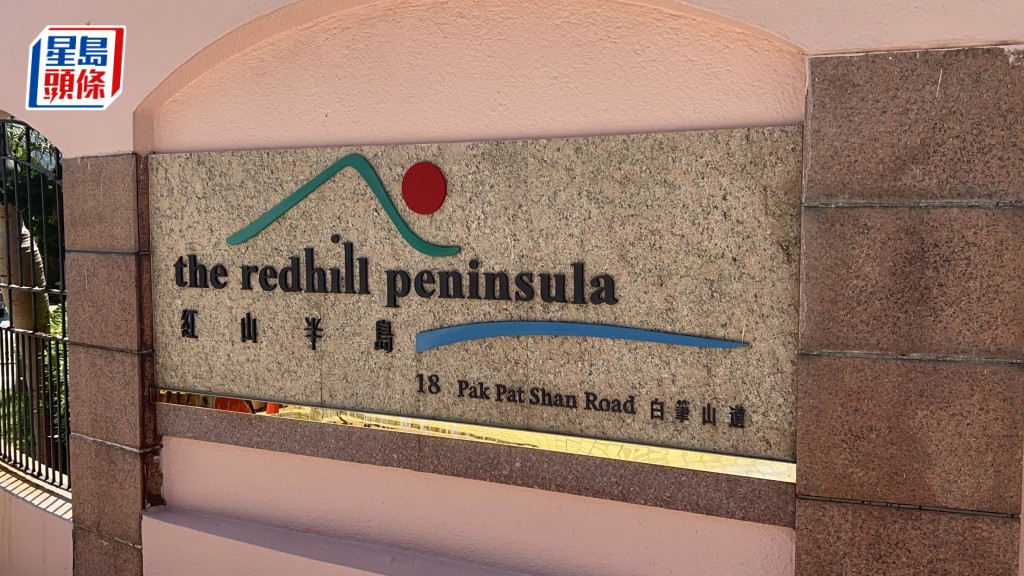 星島
頭條
the redhill peninsula
紅山半島
18 Pak Pat Shan Road 白筆山道